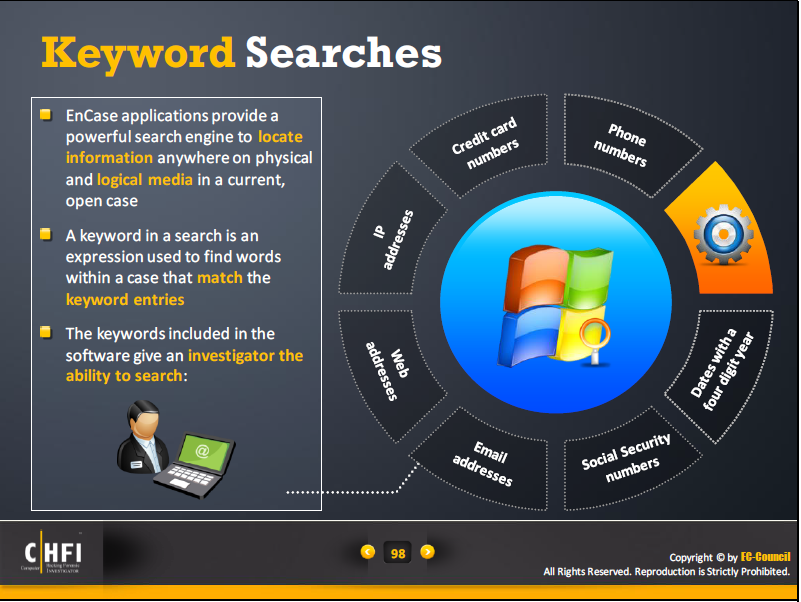 Keyword Searches
EnCase applications provide a
powerful search engine to locate
information anywhere on physical
and logical media in a current,
open case
A keyword in a search is an
expression used to find words
within a case that match the
keyword entries
The keywords included in the
software give an investigator the
ability to search:
@
Credit card
numbers
Phone
numbers
IP
addresses
Web
addresses
Email
addresses
Social Security
numbers
Dates with a
four digit year
CHFI
Computer
Hacking Forensic
INVESTIGATOR
98
Copyright © by EC-Council
All Rights Reserved. Reproduction is Strictly Prohibited.